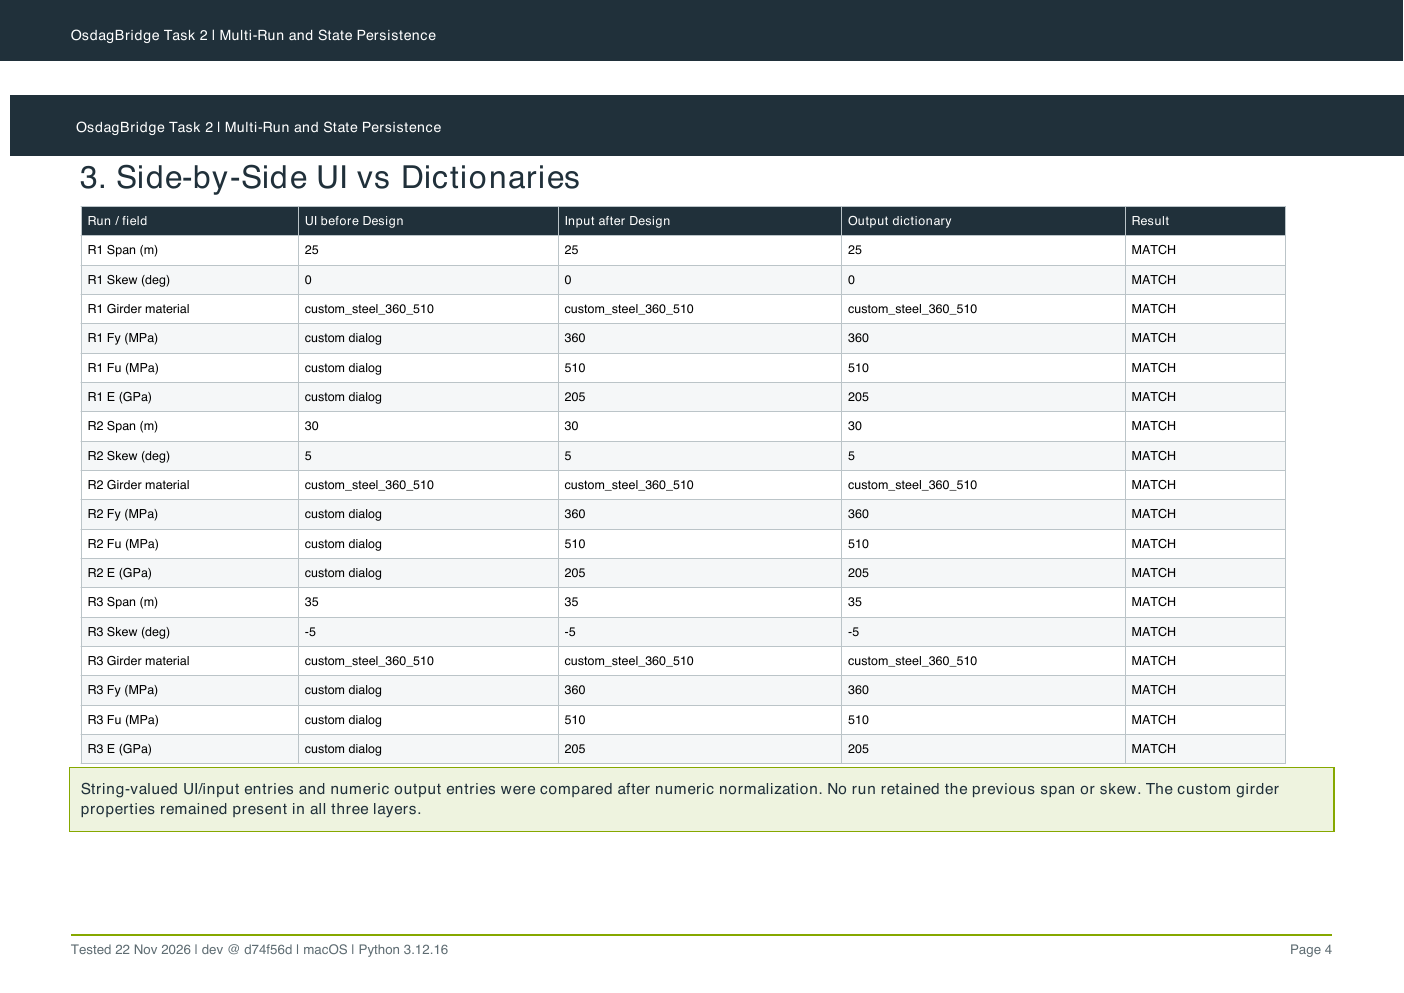 OsdagBridge Task 2 | Multi-Run and State Persistence
OsdagBridge Task 2 | Multi-Run and State Persistence
3. Side-by-Side UI vs Dictionaries
Run / field UI before Design Input after Design Output dictionary Result
R1 Span (m) 25 25 25 MATCH
R1 Skew (deg) 0 0 0 MATCH
R1 Girder material custom_steel_360_510 custom_steel_360_510 custom_steel_360_510 MATCH
R1 Fy (MPa) custom dialog 360 360 MATCH
R1 Fu (MPa) custom dialog 510 510 MATCH
R1 E (GPa) custom dialog 205 205 MATCH
R2 Span (m) 30 30 30 MATCH
R2 Skew (deg) 5 5 5 MATCH
R2 Girder material custom_steel_360_510 custom_steel_360_510 custom_steel_360_510 MATCH
R2 Fy (MPa) custom dialog 360 360 MATCH
R2 Fu (MPa) custom dialog 510 510 MATCH
R2 E (GPa) custom dialog 205 205 MATCH
R3 Span (m) 35 35 35 MATCH
R3 Skew (deg) -5 -5 -5 MATCH
R3 Girder material custom_steel_360_510 custom_steel_360_510 custom_steel_360_510 MATCH
R3 Fy (MPa) custom dialog 360 360 MATCH
R3 Fu (MPa) custom dialog 510 510 MATCH
R3 E (GPa) custom dialog 205 205 MATCH
String-valued UI/input entries and numeric output entries were compared after numeric normalization. No run retained the previous span or skew. The custom girder
properties remained present in all three layers.
Tested 22 Nov 2026 | dev @ d74f56d | macOS | Python 3.12.16 Page 4